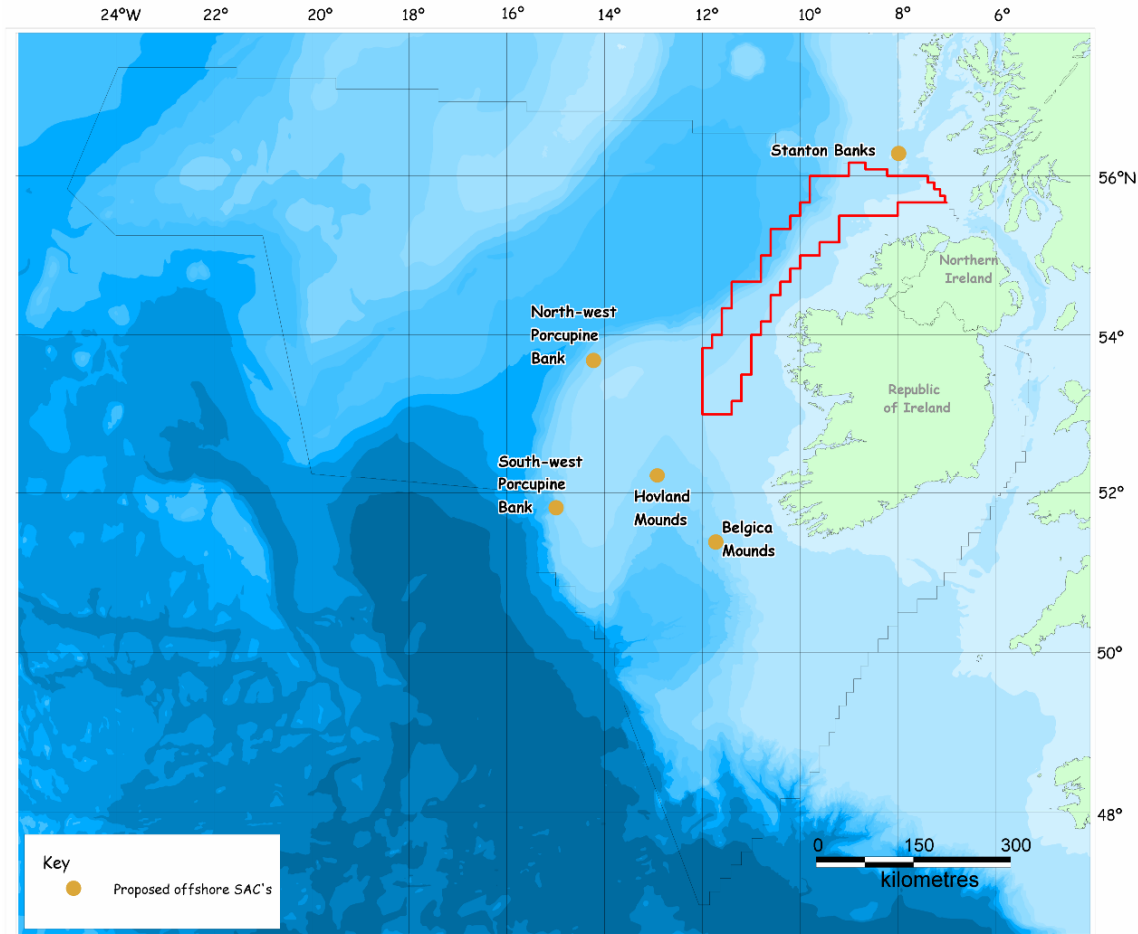 24°W 22° 20° 18° 16° 14° 12° 10° 8° 6°
Stanton Banks
56°N
Northern
Ireland
North-west
Porcupine
Bank
54°
Republic
of Ireland
South-west
Porcupine
Bank
52°
Hovland
Mounds
Belgica
Mounds
50°
48°
0 150 300
kilometres
Key
Proposed offshore SAC's